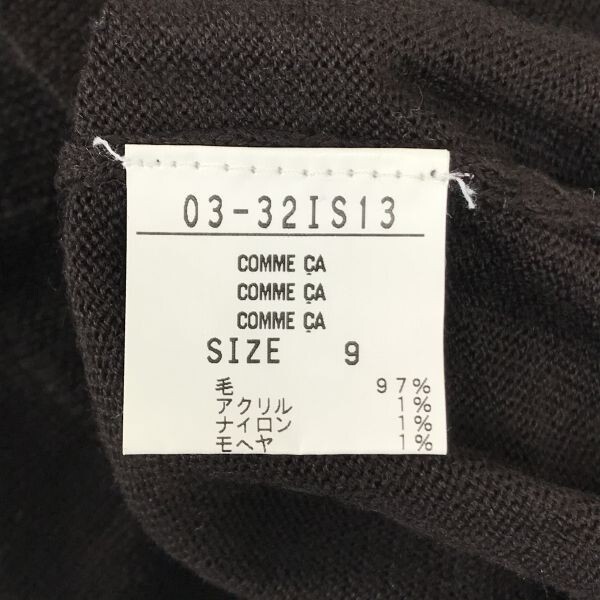 03-32IS13
COMME ÇA
COMME ÇA
COMME ÇA
SIZE 9
毛 97%
アクリル 1%
ナイロン 1%
モヘヤ 1%